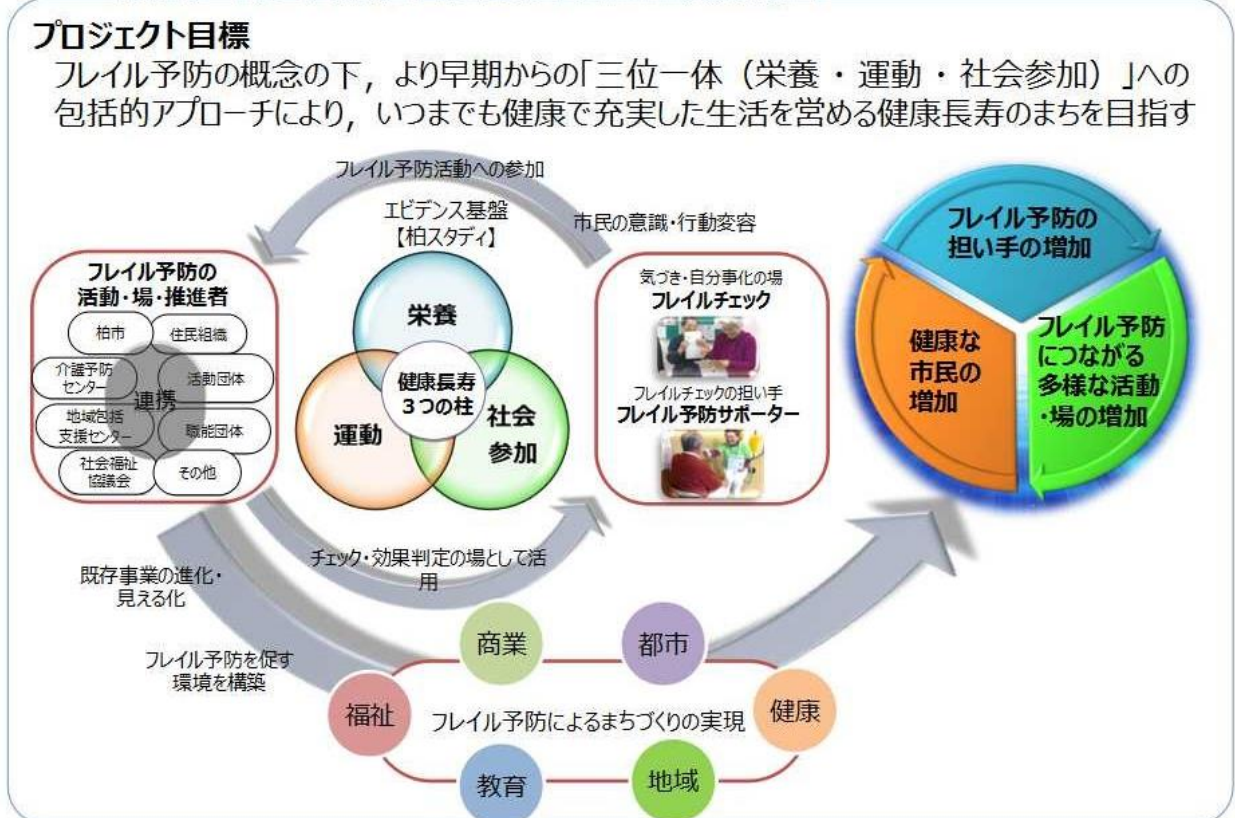 プロジェクト目標
フレイル予防の概念の下，より早期からの「三位一体（栄養・運動・社会参加）」への
包括的アプローチにより，いつまでも健康で充実した生活を営める健康長寿のまちを目指す
フレイル予防活動への参加
エビデンス基盤
【柏スタディ】
市民の意識・行動変容
フレイル予防の
活動・場・推進者
柏市
住民組織
介護予防
センター
活動団体
連携
地域包括
支援センター
職能団体
社会福祉
協議会
その他
栄養
健康長寿
３つの柱
運動
社会
参加
気づき・自分事化の場
フレイルチェック
フレイルチェックの担い手
フレイル予防サポーター
フレイル予防の
担い手の増加
健康な
市民の
増加
フレイル予防
につながる
多様な活動
・場の増加
チェック・効果判定の場として活
用
既存事業の進化・
見える化
フレイル予防を促す
環境を構築
商業
都市
福祉
フレイル予防によるまちづくりの実現
健康
教育
地域